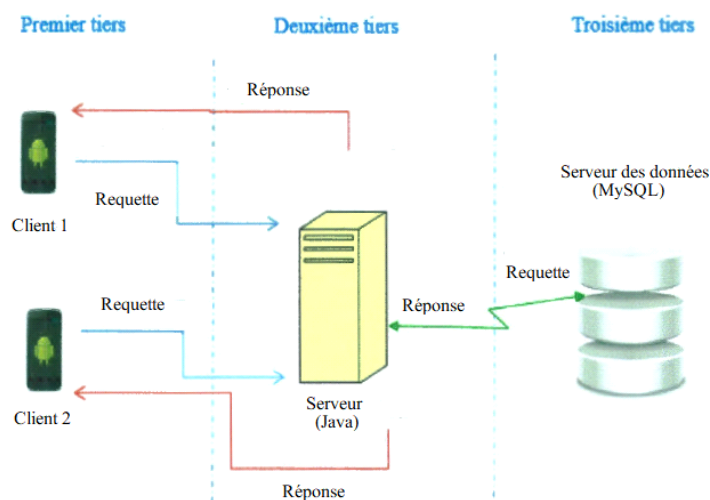 Premier tiers
Deuxième tiers
Troisième tiers
Réponse
Serveur des données
(MySQL)
Requette
Client 1
Requette
Requette
Réponse
Client 2
Serveur
(Java)
Réponse